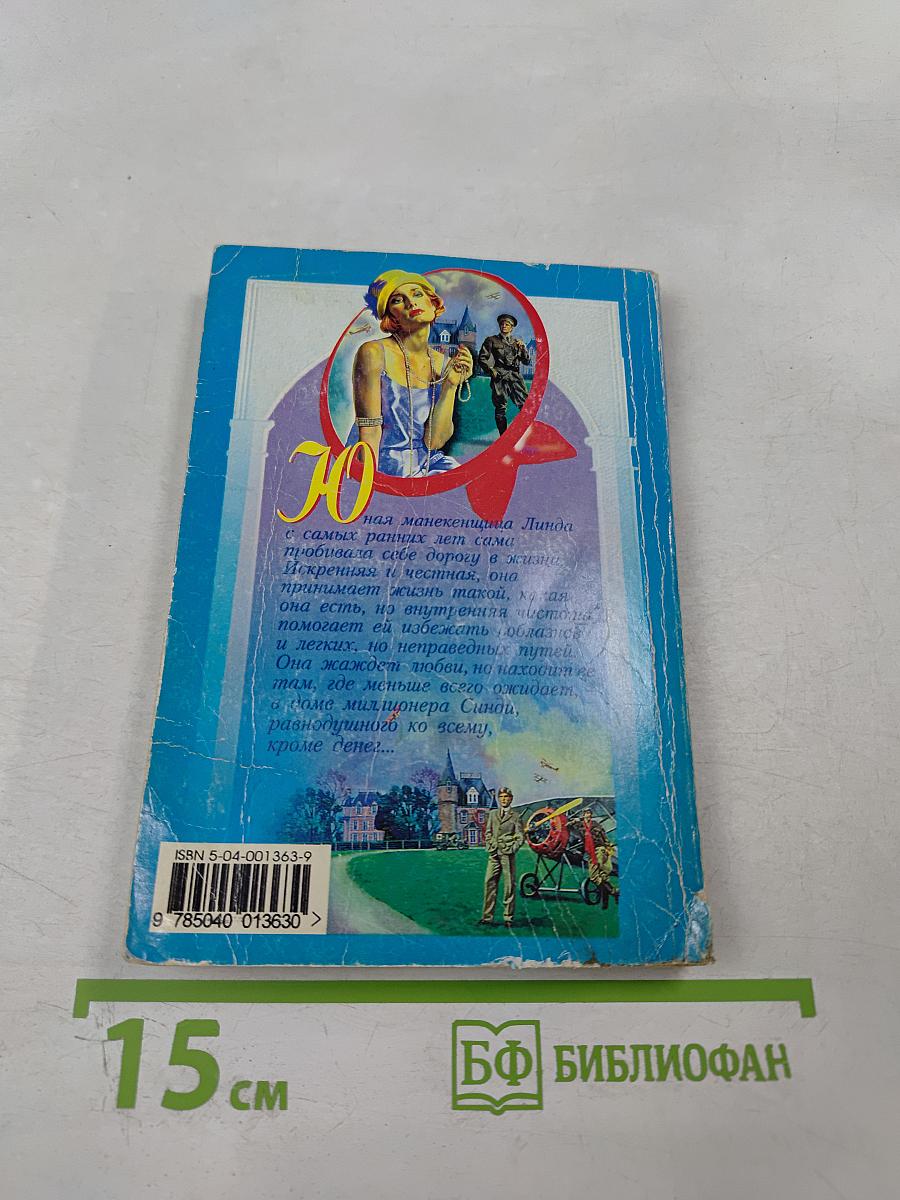 Юная манекенщица Линда
с самых ранних лет сама
пробивала себе дорогу в жизни.
Искренняя и честная, она
принимает жизнь такой, какая
она есть, но внутренняя чистота
помогает ей избежать соблазнов
и легких, но неправедных путей.
Она жаждет любви, но находит ее
там, где меньше всего ожидает,
в доме миллионера Синди,
равнодушного ко всему,
кроме денег...
ISBN 5-04-001363-9
9 785040 013630 >
15 см
БФ БИБЛИОФАН